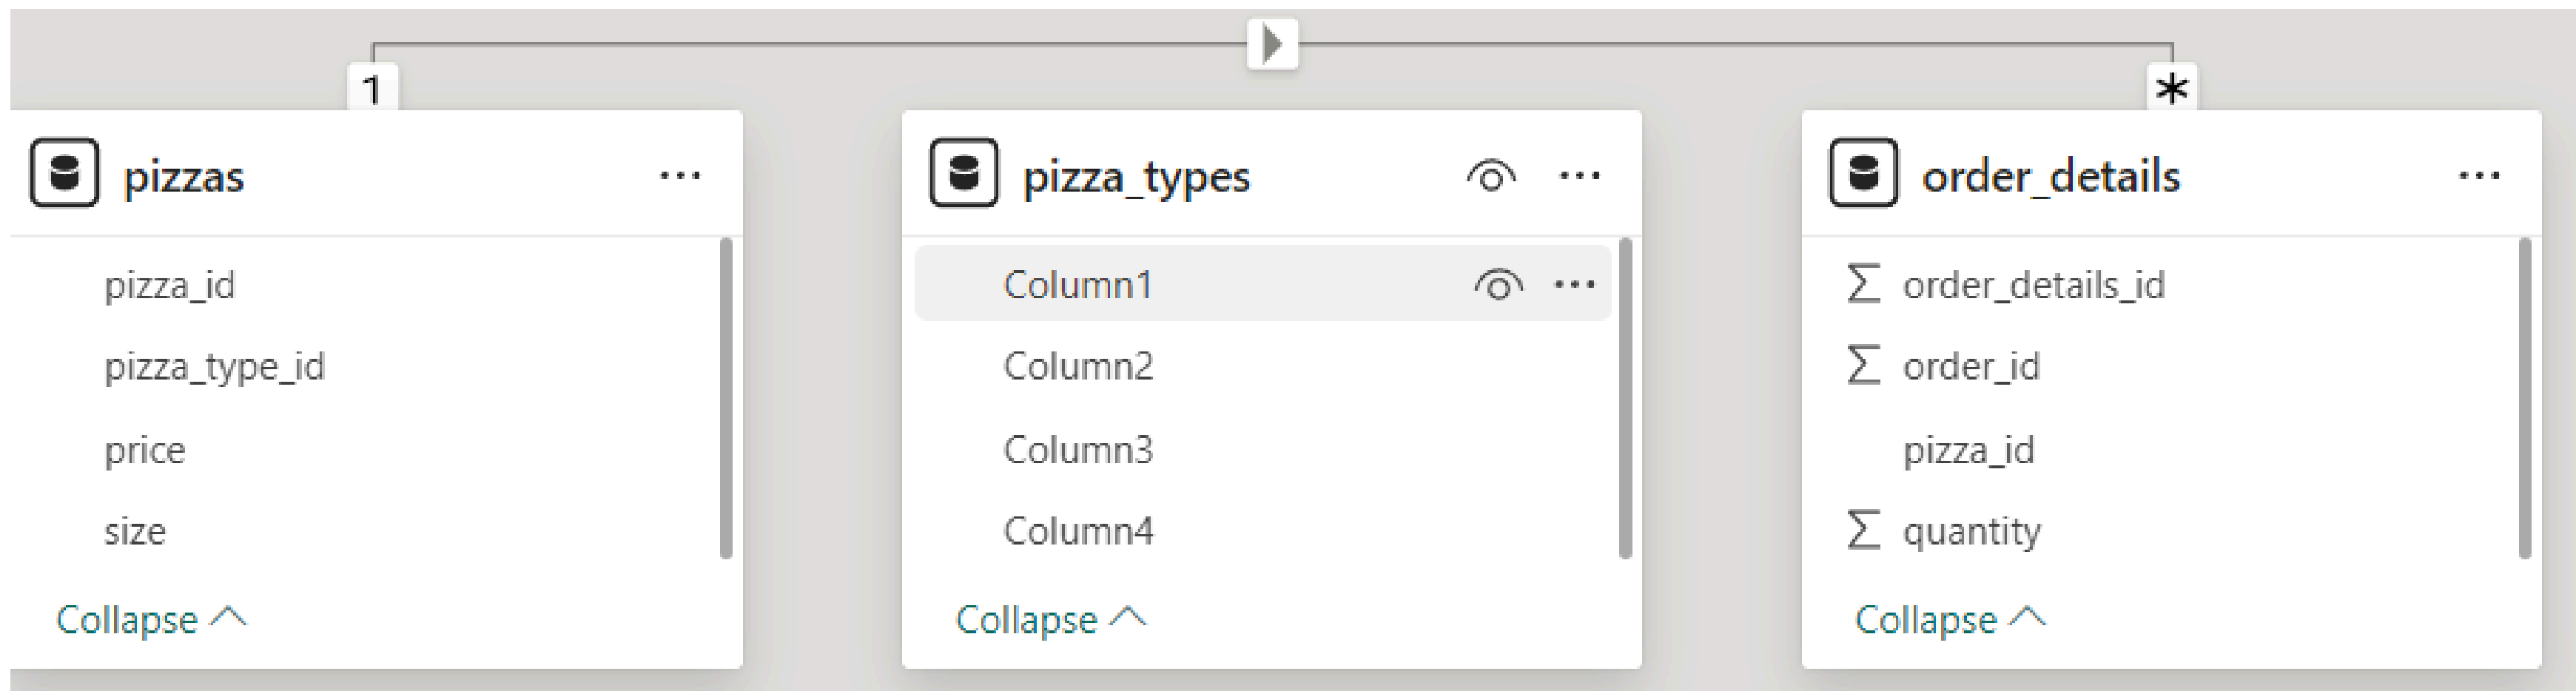 1
*
pizzas
pizza_id
pizza_type_id
price
size
Collapse
pizza_types
Column1
Column2
Column3
Column4
Collapse
order_details
Σ order_details_id
Σ order_id
pizza_id
Σ quantity
Collapse